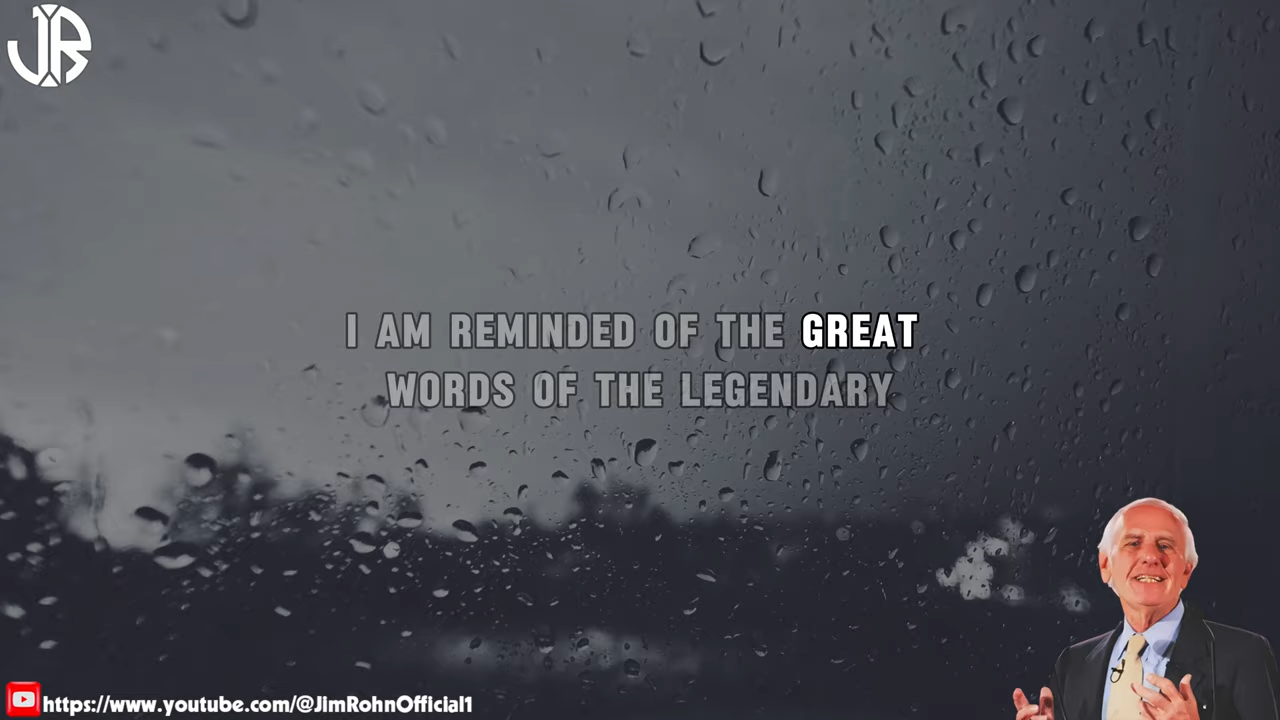 JR
I AM REMINDED OF THE GREAT
WORDS OF THE LEGENDARY
https://www.youtube.com/@JimRohnOfficial1